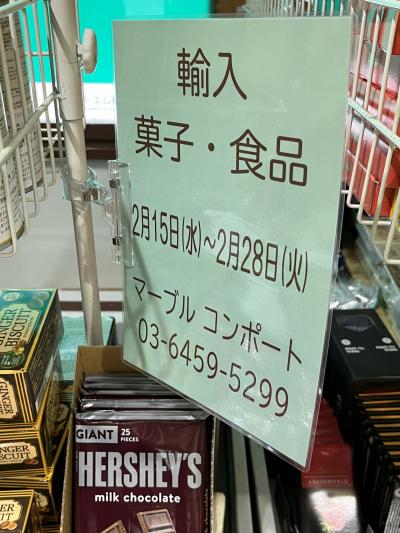 輸入
菓子・食品
2月15日(水)～2月28日(火)
マーブル コンポート
03-6459-5299
GINGER
BISCUIT
GIANT 25 PIECES
HERSHEY'S
milk chocolate